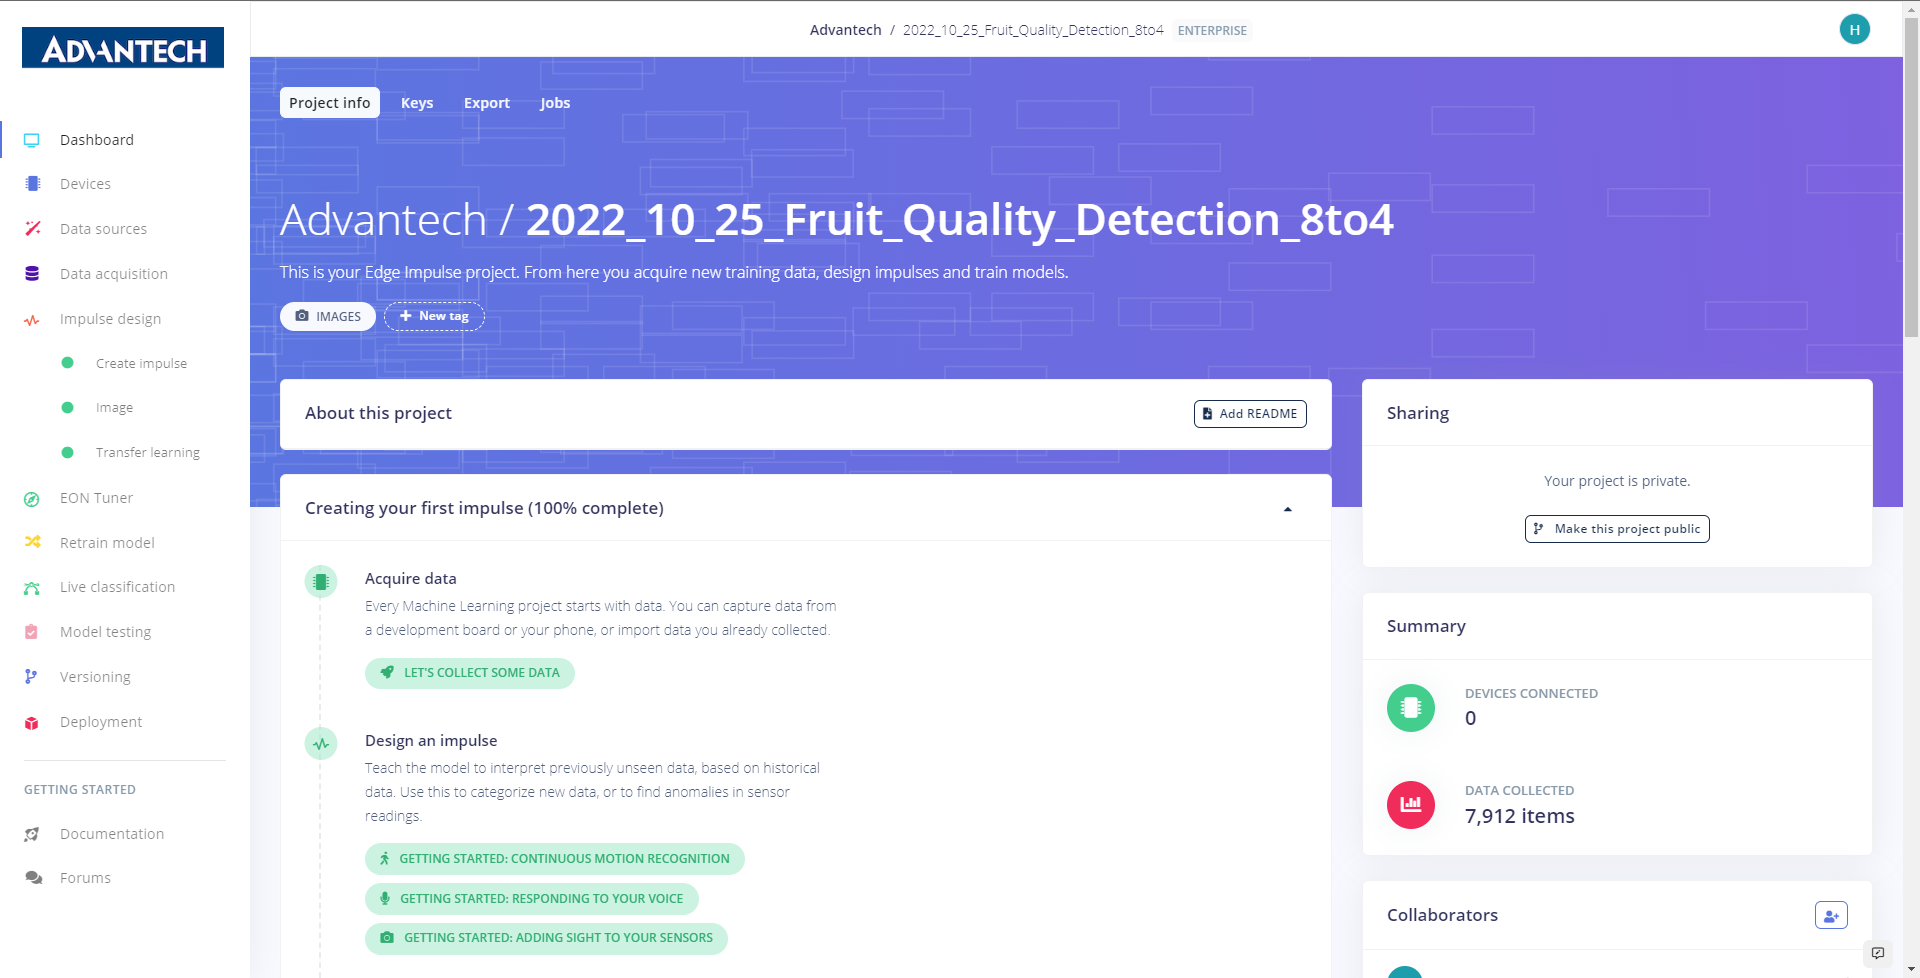 ADVANTECH
Advantech / 2022_10_25_Fruit_Quality_Detection_8to4 ENTERPRISE
H
Dashboard
Devices
Data sources
Data acquisition
Impulse design
Create impulse
Image
Transfer learning
EON Tuner
Retrain model
Live classification
Model testing
Versioning
Deployment
GETTING STARTED
Documentation
Forums
Project info Keys Export Jobs
Advantech / 2022_10_25_Fruit_Quality_Detection_8to4
This is your Edge Impulse project. From here you acquire new training data, design impulses and train models.
IMAGES + New tag
About this project
Add README
Creating your first impulse (100% complete)
Acquire data
Every Machine Learning project starts with data. You can capture data from
a development board or your phone, or import data you already collected.
LET'S COLLECT SOME DATA
Design an impulse
Teach the model to interpret previously unseen data, based on historical
data. Use this to categorize new data, or to find anomalies in sensor
readings.
GETTING STARTED: CONTINUOUS MOTION RECOGNITION
GETTING STARTED: RESPONDING TO YOUR VOICE
GETTING STARTED: ADDING SIGHT TO YOUR SENSORS
Sharing
Your project is private.
Make this project public
Summary
DEVICES CONNECTED
0
DATA COLLECTED
7,912 items
Collaborators